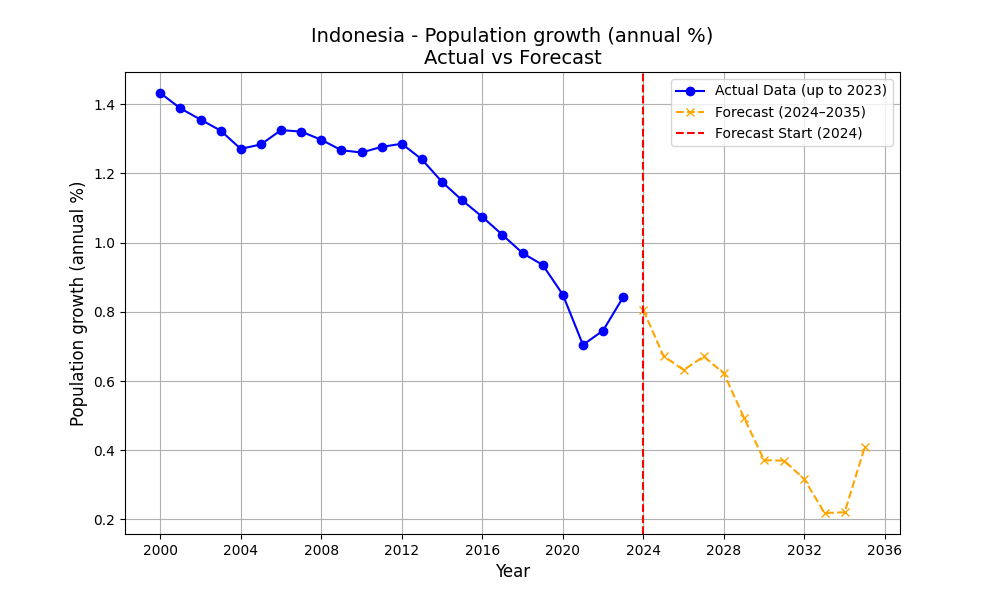 Indonesia - Population growth (annual %)
Actual vs Forecast
Actual Data (up to 2023)
Forecast (2024–2035)
Forecast Start (2024)
Population growth (annual %)
1.4
1.2
1.0
0.8
0.6
0.4
0.2
2000 2004 2008 2012 2016 2020 2024 2028 2032 2036
Year